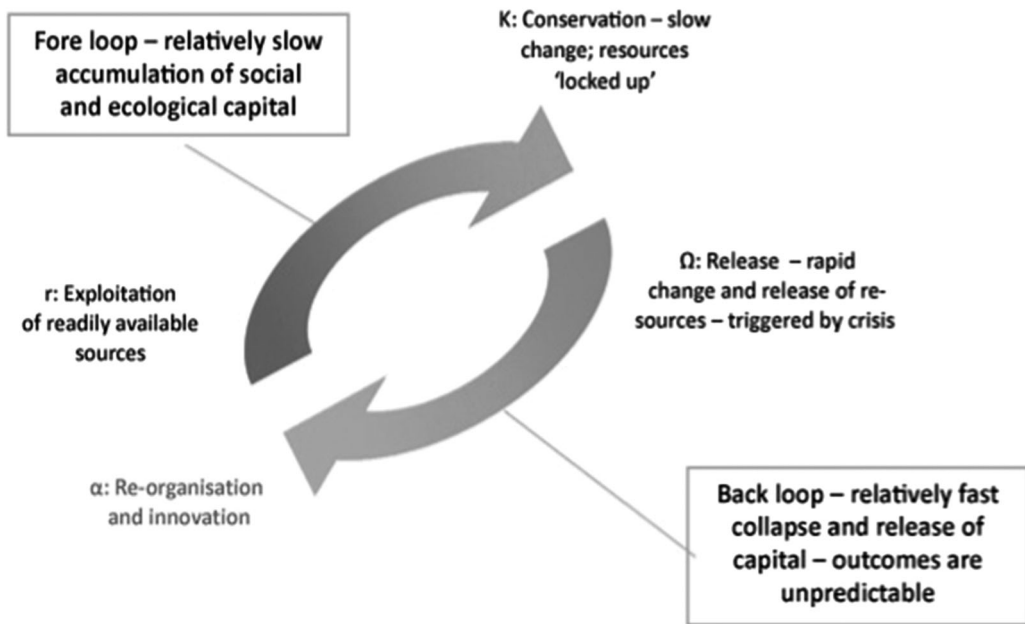 Fore loop – relatively slow
accumulation of social
and ecological capital
K: Conservation – slow
change; resources
‘locked up’
r: Exploitation
of readily available
sources
Ω: Release – rapid
change and release of re-
sources – triggered by crisis
α: Re-organisation
and innovation
Back loop – relatively fast
collapse and release of
capital – outcomes are
unpredictable